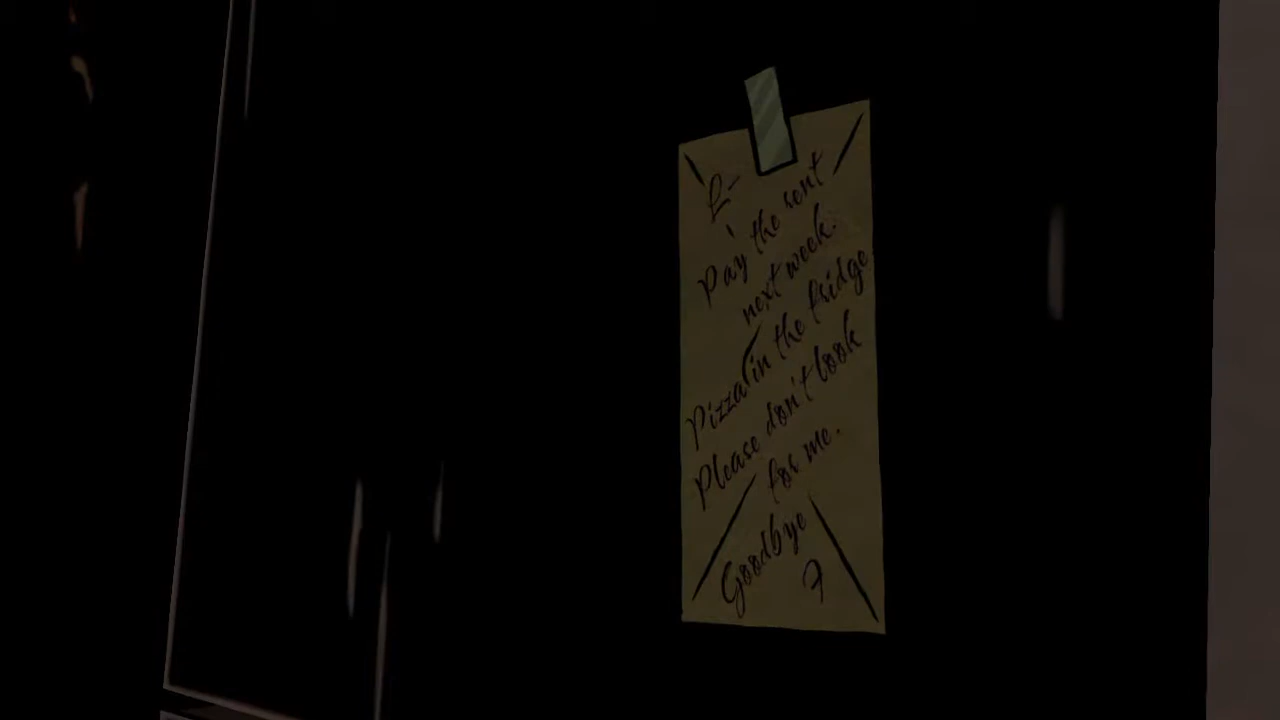 E-
Pay the rent
next week.
Pizza in the fridge
Please don't look
for me.
Goodbye
F